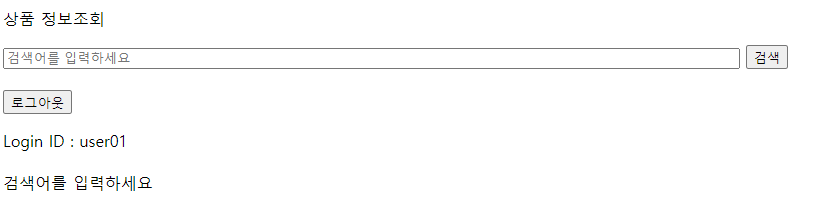 상품 정보조회
검색어를 입력하세요 검색
로그아웃
Login ID : user01
검색어를 입력하세요